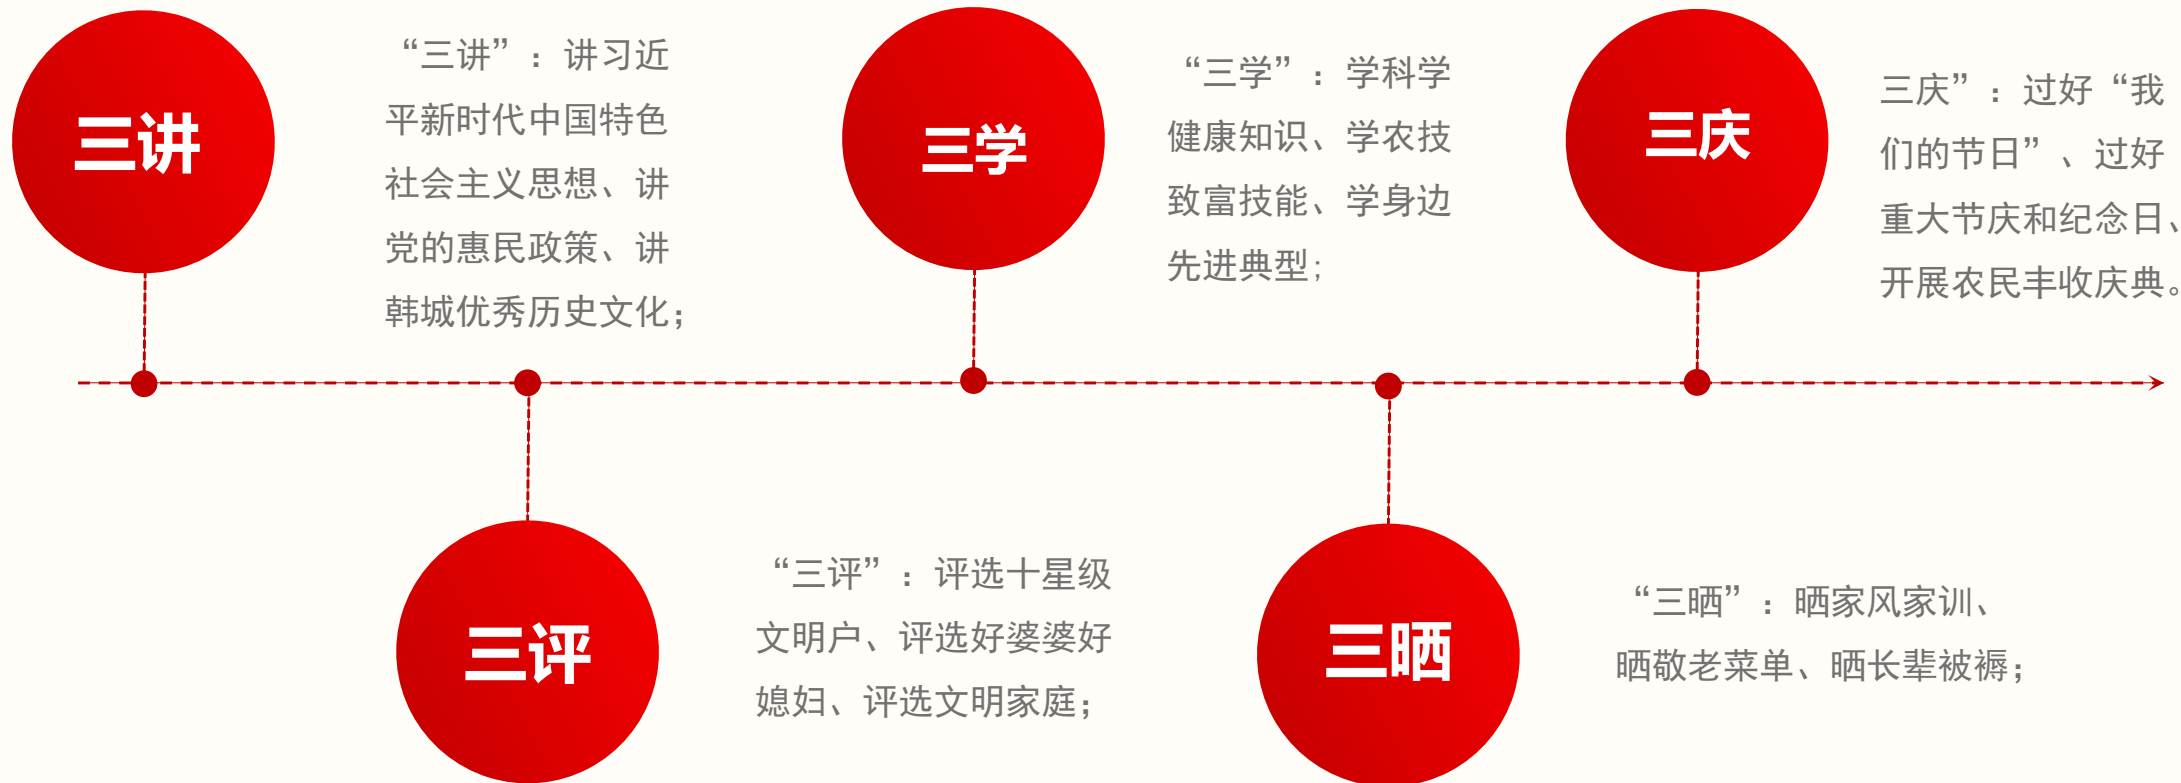 三讲
“三讲”：讲习近
平新时代中国特色
社会主义思想、讲
党的惠民政策、讲
韩城优秀历史文化；
三评
“三评”：评选十星级
文明户、评选好婆婆好
媳妇、评选文明家庭；
三学
“三学”：学科学
健康知识、学农技
致富技能、学身边
先进典型;
三晒
“三晒”：晒家风家训、
晒敬老菜单、晒长辈被褥；
三庆
三庆”：过好“我
们的节日”、过好
重大节庆和纪念日、
开展农民丰收庆典。